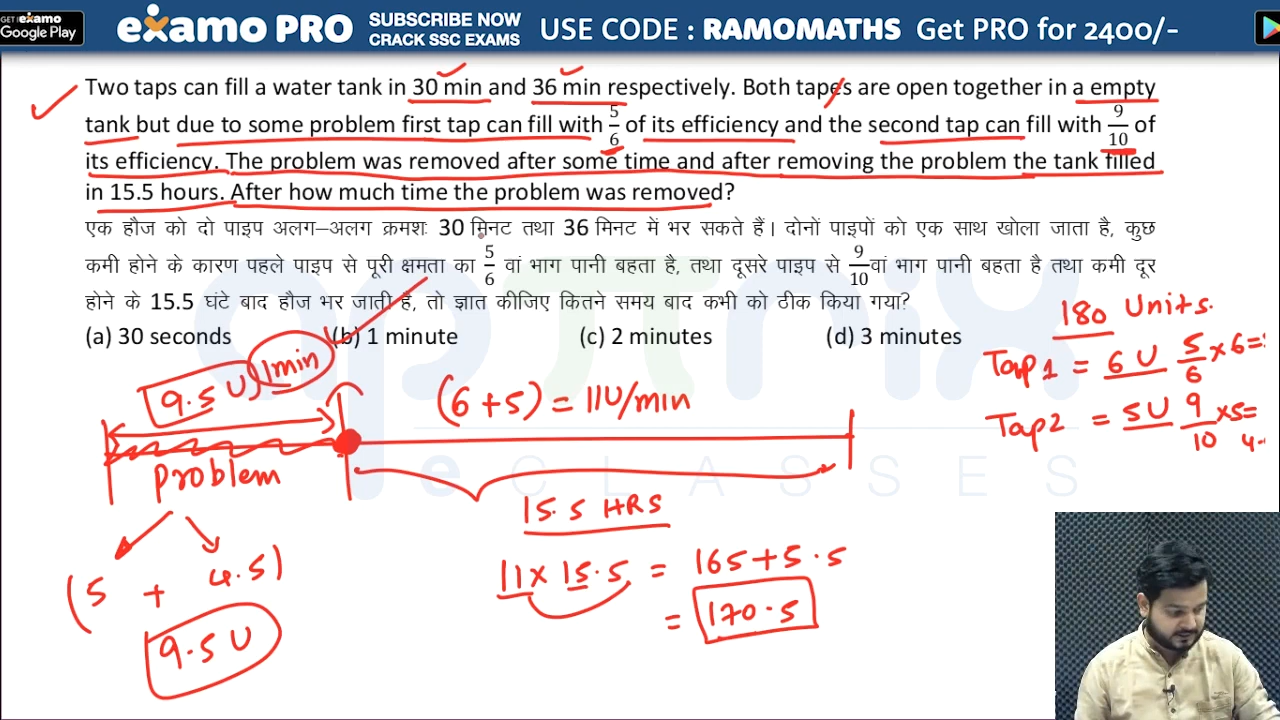 GET IT ON examo Google Play
examo PRO
SUBSCRIBE NOW
CRACK SSC EXAMS
USE CODE : RAMOMATHS Get PRO for 2400/-
Two taps can fill a water tank in 30 min and 36 min respectively. Both tapes are open together in a empty
tank but due to some problem first tap can fill with 5/6 of its efficiency and the second tap can fill with 9/10 of
its efficiency. The problem was removed after some time and after removing the problem the tank filled
in 15.5 hours. After how much time the problem was removed?
एक हौज को दो पाइप अलग–अलग क्रमशः 30 मिनट तथा 36 मिनट में भर सकते हैं। दोनों पाइपों को एक साथ खोला जाता है, कुछ
कमी होने के कारण पहले पाइप से पूरी क्षमता का 5/6 वां भाग पानी बहता है, तथा दूसरे पाइप से 9/10वां भाग पानी बहता है तथा कमी दूर
होने के 15.5 घंटे बाद हौज भर जाती है, तो ज्ञात कीजिए कितने समय बाद कभी को ठीक किया गया?
(a) 30 seconds (b) 1 minute (c) 2 minutes (d) 3 minutes
180 Units.
Tap1 = 6U 5/6 x 6 =
Tap2 = 5U 9/10 x 5 =
4.
9.5 U 1min
(6+5) = 11U/min
problem
15.5 HRS
(5 + 4.5)
9.5 U
11 x 15.5 = 165 + 5.5
= 170.5
e CLASSES